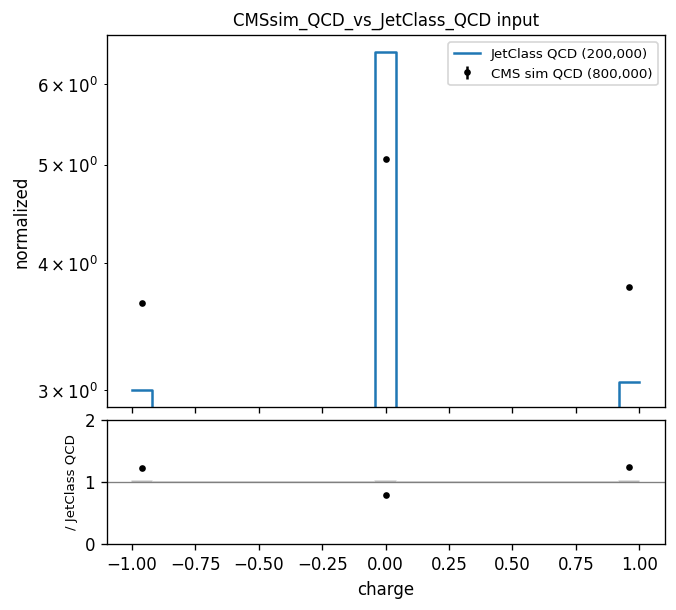 CMSsim_QCD_vs_JetClass_QCD input
JetClass QCD (200,000)
CMS sim QCD (800,000)
normalized
6 × 10⁰
5 × 10⁰
4 × 10⁰
3 × 10⁰
/ JetClass QCD
2
1
0
−1.00 −0.75 −0.50 −0.25 0.00 0.25 0.50 0.75 1.00
charge